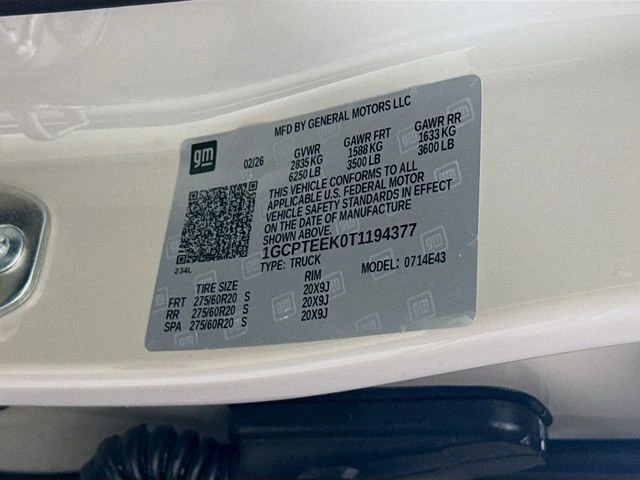 MFD BY GENERAL MOTORS LLC
gm
02/26 GVWR GAWR FRT GAWR RR
2835 KG 1588 KG 1633 KG
6250 LB 3500 LB 3600 LB
THIS VEHICLE CONFORMS TO ALL
APPLICABLE U.S. FEDERAL MOTOR
VEHICLE SAFETY STANDARDS IN EFFECT
ON THE DATE OF MANUFACTURE
SHOWN ABOVE.
1GCPTEEK0T1194377
234L
TYPE: TRUCK MODEL: 0714E43
TIRE SIZE RIM
FRT 275/60R20 S 20X9J
RR 275/60R20 S 20X9J
SPA 275/60R20 S 20X9J